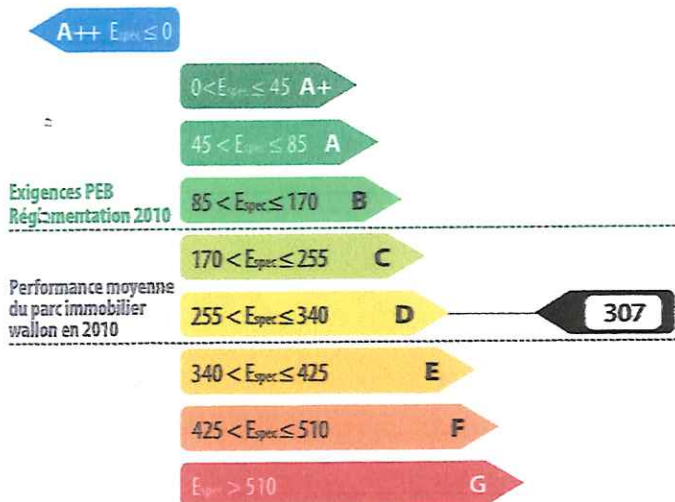 A++ Espec ≤ 0
0 < Espec ≤ 45 A+
45 < Espec ≤ 85 A
Exigences PEB
Réglementation 2010
85 < Espec ≤ 170 B
170 < Espec ≤ 255 C
Performance moyenne
du parc immobilier
wallon en 2010
255 < Espec ≤ 340 D
307
340 < Espec ≤ 425 E
425 < Espec ≤ 510 F
Espec > 510 G